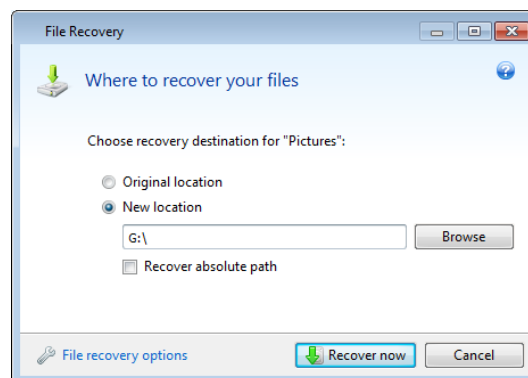 File Recovery
Where to recover your files
Choose recovery destination for "Pictures":
Original location
New location
G:\
Browse
Recover absolute path
File recovery options
Recover now
Cancel